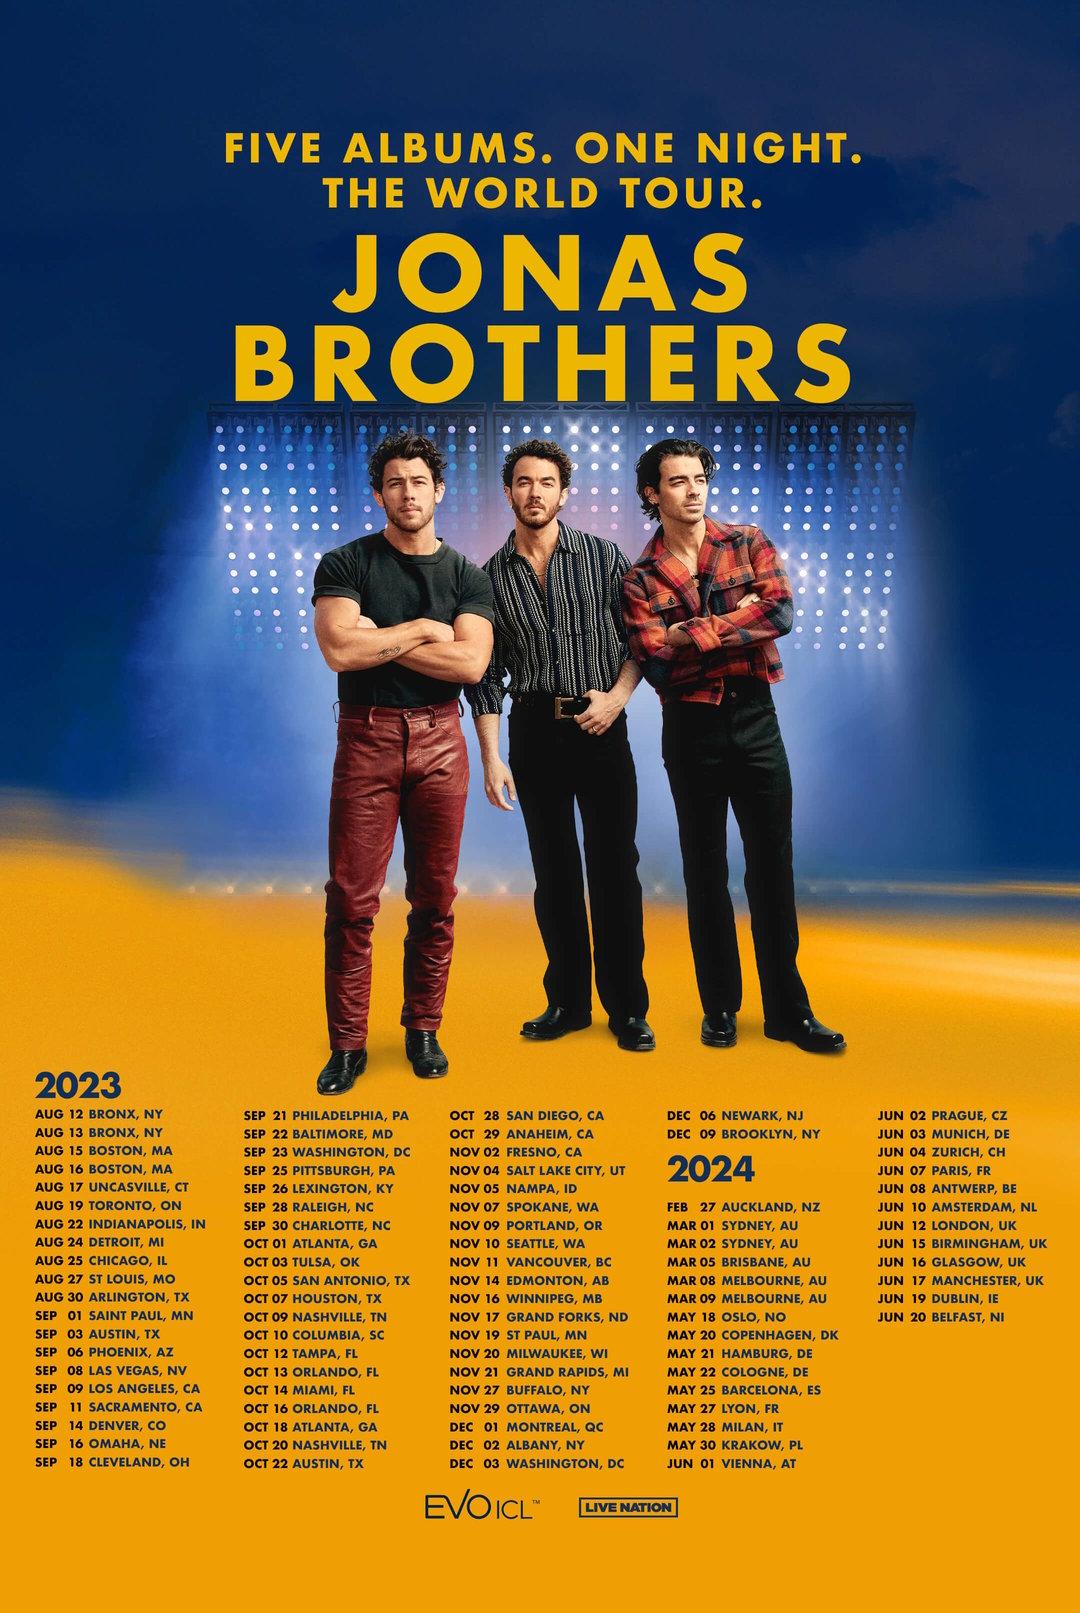 FIVE ALBUMS. ONE NIGHT.
THE WORLD TOUR.
JONAS
BROTHERS
2023
AUG 12 BRONX, NY
AUG 13 BRONX, NY
AUG 15 BOSTON, MA
AUG 16 BOSTON, MA
AUG 17 UNCASVILLE, CT
AUG 19 TORONTO, ON
AUG 22 INDIANAPOLIS, IN
AUG 24 DETROIT, MI
AUG 25 CHICAGO, IL
AUG 27 ST LOUIS, MO
AUG 30 ARLINGTON, TX
SEP 01 SAINT PAUL, MN
SEP 03 AUSTIN, TX
SEP 06 PHOENIX, AZ
SEP 08 LAS VEGAS, NV
SEP 09 LOS ANGELES, CA
SEP 11 SACRAMENTO, CA
SEP 14 DENVER, CO
SEP 16 OMAHA, NE
SEP 18 CLEVELAND, OH
SEP 21 PHILADELPHIA, PA
SEP 22 BALTIMORE, MD
SEP 23 WASHINGTON, DC
SEP 25 PITTSBURGH, PA
SEP 26 LEXINGTON, KY
SEP 28 RALEIGH, NC
SEP 30 CHARLOTTE, NC
OCT 01 ATLANTA, GA
OCT 03 TULSA, OK
OCT 05 SAN ANTONIO, TX
OCT 07 HOUSTON, TX
OCT 09 NASHVILLE, TN
OCT 10 COLUMBIA, SC
OCT 12 TAMPA, FL
OCT 13 ORLANDO, FL
OCT 14 MIAMI, FL
OCT 16 ORLANDO, FL
OCT 18 ATLANTA, GA
OCT 20 NASHVILLE, TN
OCT 22 AUSTIN, TX
OCT 28 SAN DIEGO, CA
OCT 29 ANAHEIM, CA
NOV 02 FRESNO, CA
NOV 04 SALT LAKE CITY, UT
NOV 05 NAMPA, ID
NOV 07 SPOKANE, WA
NOV 09 PORTLAND, OR
NOV 10 SEATTLE, WA
NOV 11 VANCOUVER, BC
NOV 14 EDMONTON, AB
NOV 16 WINNIPEG, MB
NOV 17 GRAND FORKS, ND
NOV 19 ST PAUL, MN
NOV 20 MILWAUKEE, WI
NOV 21 GRAND RAPIDS, MI
NOV 27 BUFFALO, NY
NOV 29 OTTAWA, ON
DEC 01 MONTREAL, QC
DEC 02 ALBANY, NY
DEC 03 WASHINGTON, DC
DEC 06 NEWARK, NJ
DEC 09 BROOKLYN, NY
2024
FEB 27 AUCKLAND, NZ
MAR 01 SYDNEY, AU
MAR 02 SYDNEY, AU
MAR 05 BRISBANE, AU
MAR 08 MELBOURNE, AU
MAR 09 MELBOURNE, AU
MAY 18 OSLO, NO
MAY 20 COPENHAGEN, DK
MAY 21 HAMBURG, DE
MAY 22 COLOGNE, DE
MAY 25 BARCELONA, ES
MAY 27 LYON, FR
MAY 28 MILAN, IT
MAY 30 KRAKOW, PL
JUN 01 VIENNA, AT
JUN 02 PRAGUE, CZ
JUN 03 MUNICH, DE
JUN 04 ZURICH, CH
JUN 07 PARIS, FR
JUN 08 ANTWERP, BE
JUN 10 AMSTERDAM, NL
JUN 12 LONDON, UK
JUN 15 BIRMINGHAM, UK
JUN 16 GLASGOW, UK
JUN 17 MANCHESTER, UK
JUN 19 DUBLIN, IE
JUN 20 BELFAST, NI
EVO ICL™
LIVE NATION